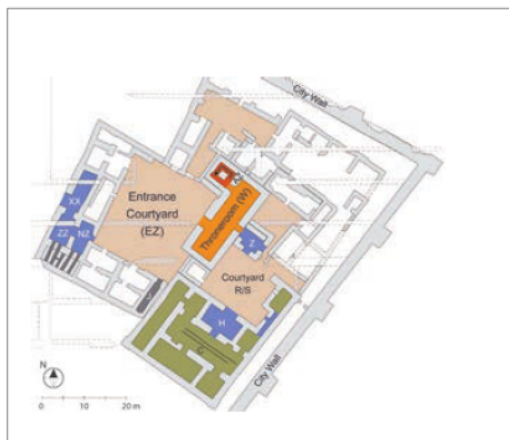 City Wall
XX
ZZ
NZ
Entrance
Courtyard
(EZ)
Throneroom (W)
Z
Courtyard
R/S
H
C
City Wall
N
0
10
20 m